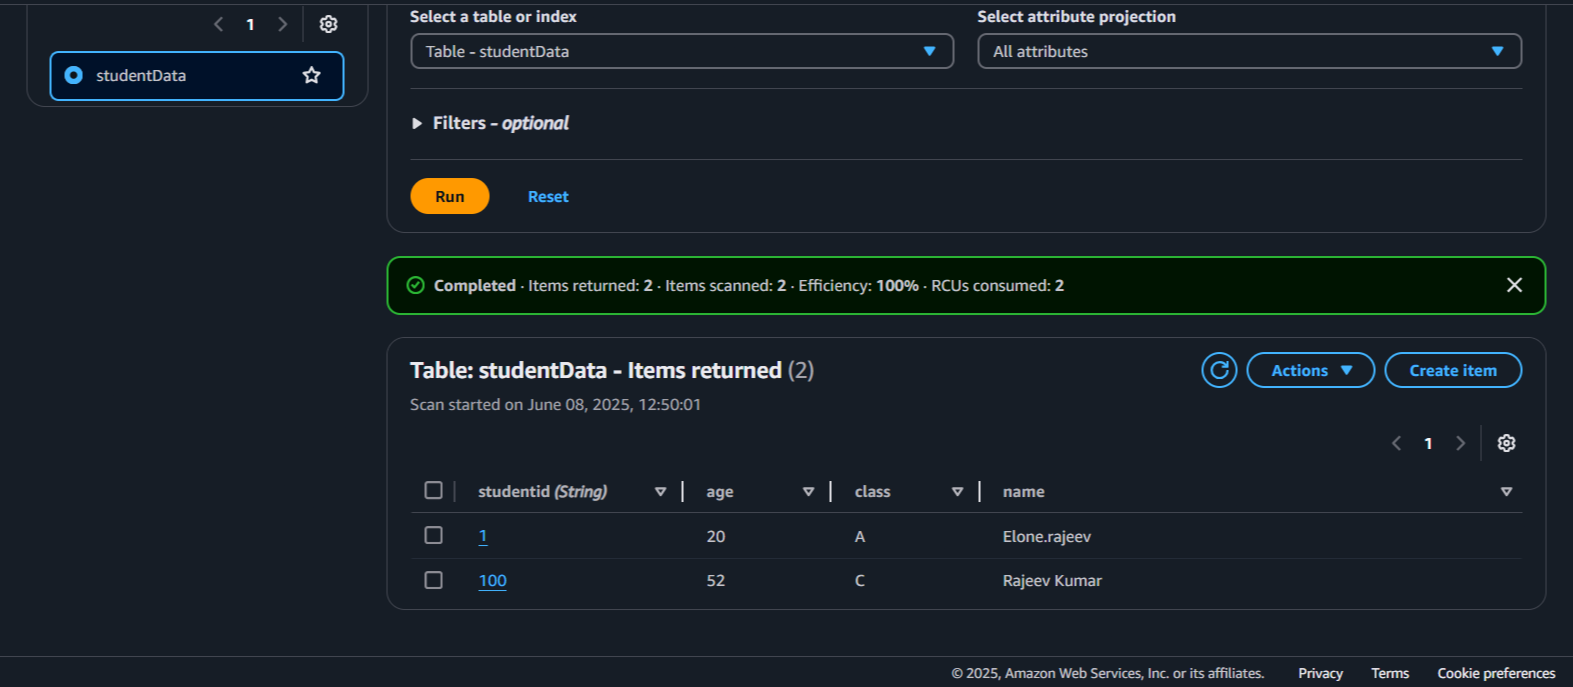 1
studentData
Select a table or index
Select attribute projection
Table - studentData
All attributes
Filters - optional
Run
Reset
Completed · Items returned: 2 · Items scanned: 2 · Efficiency: 100% · RCUs consumed: 2
Table: studentData - Items returned (2)
Actions
Create item
Scan started on June 08, 2025, 12:50:01
1
studentid (String) age class name
1 20 A Elone.rajeev
100 52 C Rajeev Kumar
© 2025, Amazon Web Services, Inc. or its affiliates. Privacy Terms Cookie preferences